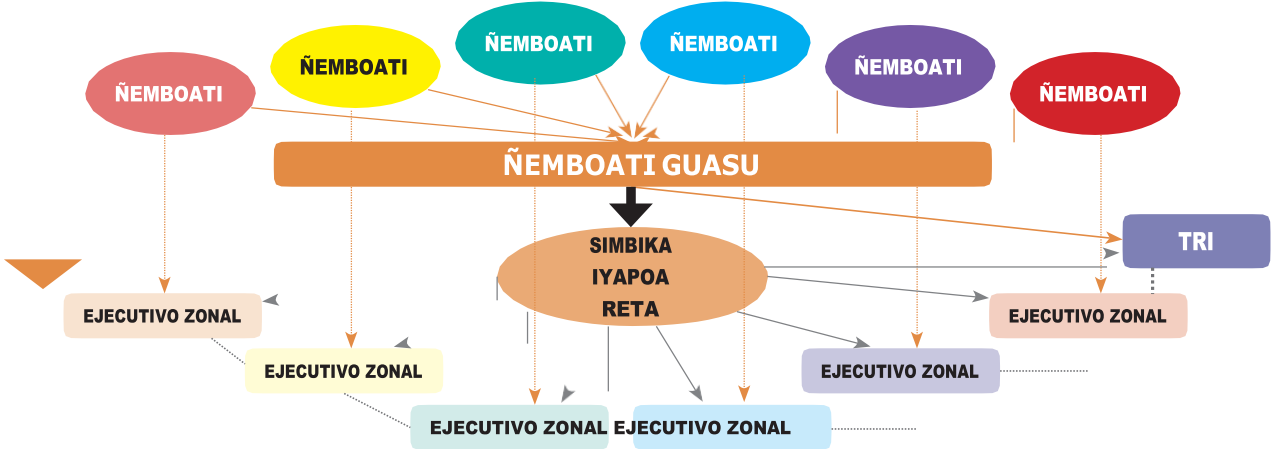 ÑEMBOATI
ÑEMBOATI
ÑEMBOATI
ÑEMBOATI
ÑEMBOATI
ÑEMBOATI
ÑEMBOATI GUASU
SIMBIKA
IYAPOA
RETA
TRI
EJECUTIVO ZONAL
EJECUTIVO ZONAL
EJECUTIVO ZONAL
EJECUTIVO ZONAL
EJECUTIVO ZONAL
EJECUTIVO ZONAL